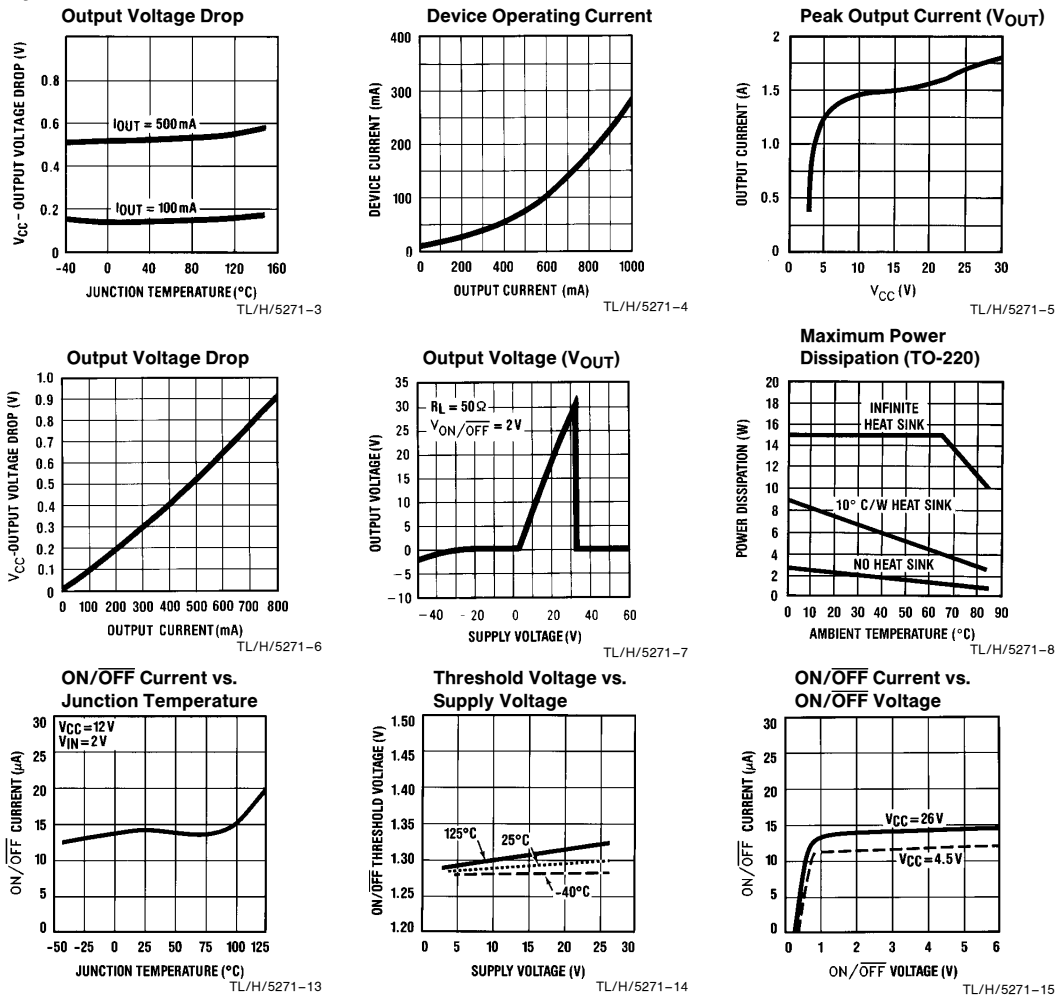 Output Voltage Drop
VCC – OUTPUT VOLTAGE DROP (V)
0.8
0.6
0.4
0.2
0
IOUT = 500 mA
IOUT = 100 mA
-40 0 40 80 120 160
JUNCTION TEMPERATURE (°C)
TL/H/5271–3
Device Operating Current
DEVICE CURRENT (mA)
400
300
200
100
0
0 200 400 600 800 1000
OUTPUT CURRENT (mA)
TL/H/5271–4
Peak Output Current (VOUT)
OUTPUT CURRENT (A)
2
1.5
1.0
0.5
0
0 5 10 15 20 25 30
VCC (V)
TL/H/5271–5
Output Voltage Drop
VCC-OUTPUT VOLTAGE DROP (V)
1.0
0.9
0.8
0.7
0.6
0.5
0.4
0.3
0.2
0.1
0
0 100 200 300 400 500 600 700 800
OUTPUT CURRENT (mA)
TL/H/5271–6
Output Voltage (VOUT)
OUTPUT VOLTAGE (V)
35
30
25
20
15
10
5
0
−5
−10
RL = 50Ω
VON/OFF = 2V
-50 -40 -20 0 20 40 60
SUPPLY VOLTAGE (V)
TL/H/5271–7
Maximum Power
Dissipation (TO-220)
POWER DISSIPATION (W)
20
18
16
14
12
10
8
6
4
2
0
INFINITE
HEAT SINK
10° C/W HEAT SINK
NO HEAT SINK
0 10 20 30 40 50 60 70 80 90
AMBIENT TEMPERATURE (°C)
TL/H/5271–8
ON/OFF Current vs.
Junction Temperature
ON/OFF CURRENT (μA)
30
25
20
15
10
5
0
VCC=12V
VIN=2V
-50 -25 0 25 50 75 100 125
JUNCTION TEMPERATURE (°C)
TL/H/5271–13
Threshold Voltage vs.
Supply Voltage
ON/OFF THRESHOLD VOLTAGE (V)
1.50
1.40
1.35
1.30
1.25
1.20
125°C
25°C
-40°C
0 5 10 15 20 25 30
SUPPLY VOLTAGE (V)
TL/H/5271–14
ON/OFF Current vs.
ON/OFF Voltage
ON/OFF CURRENT (μA)
30
25
20
15
10
5
0
VCC=26V
VCC=4.5V
0 1 2 3 4 5 6
ON/OFF VOLTAGE (V)
TL/H/5271–15